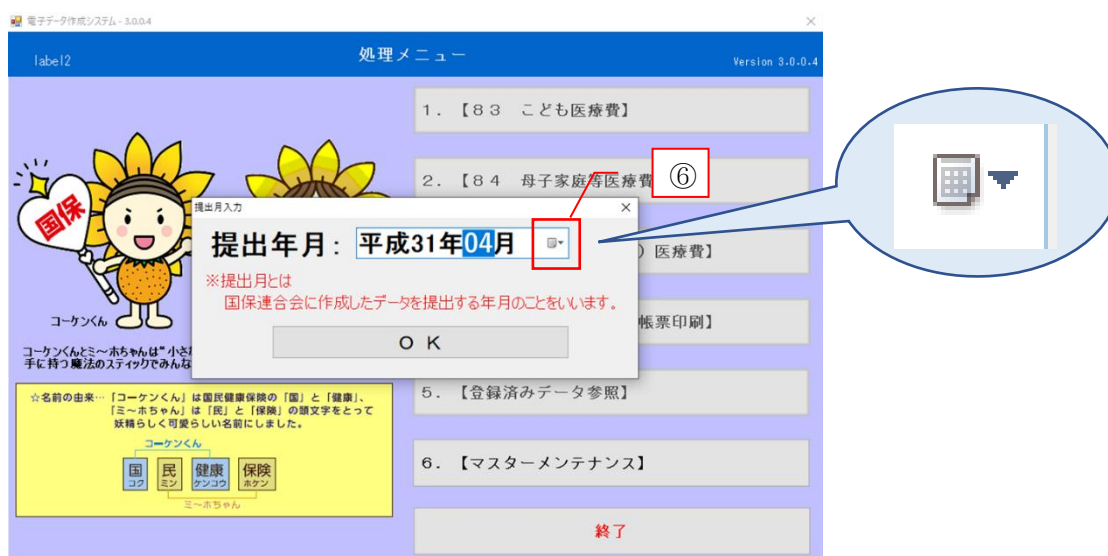 電子データ作成システム - 3.0.0.4
label2
処理メニュー
Version 3.0.0.4
1.【83 こども医療費】
2.【84 母子家庭等医療費
⑥
）医療費】
帳票印刷】
5.【登録済みデータ参照】
6.【マスターメンテナンス】
終了
提出月入力
提出年月: 平成31年04月
※提出月とは
国保連合会に作成したデータを提出する年月のことをいいます。
ＯＫ
国保
コーケンくん
コーケンくんとミ～ホちゃんは“小さ
手に持つ魔法のスティックでみんな
☆名前の由来…「コーケンくん」は国民健康保険の「国」と「健康」、
「ミ～ホちゃん」は「民」と「保険」の頭文字をとって
妖精らしく可愛らしい名前にしました。
コーケンくん
国 民 健康 保険
コク ミン ケンコウ ホケン
ミ～ホちゃん